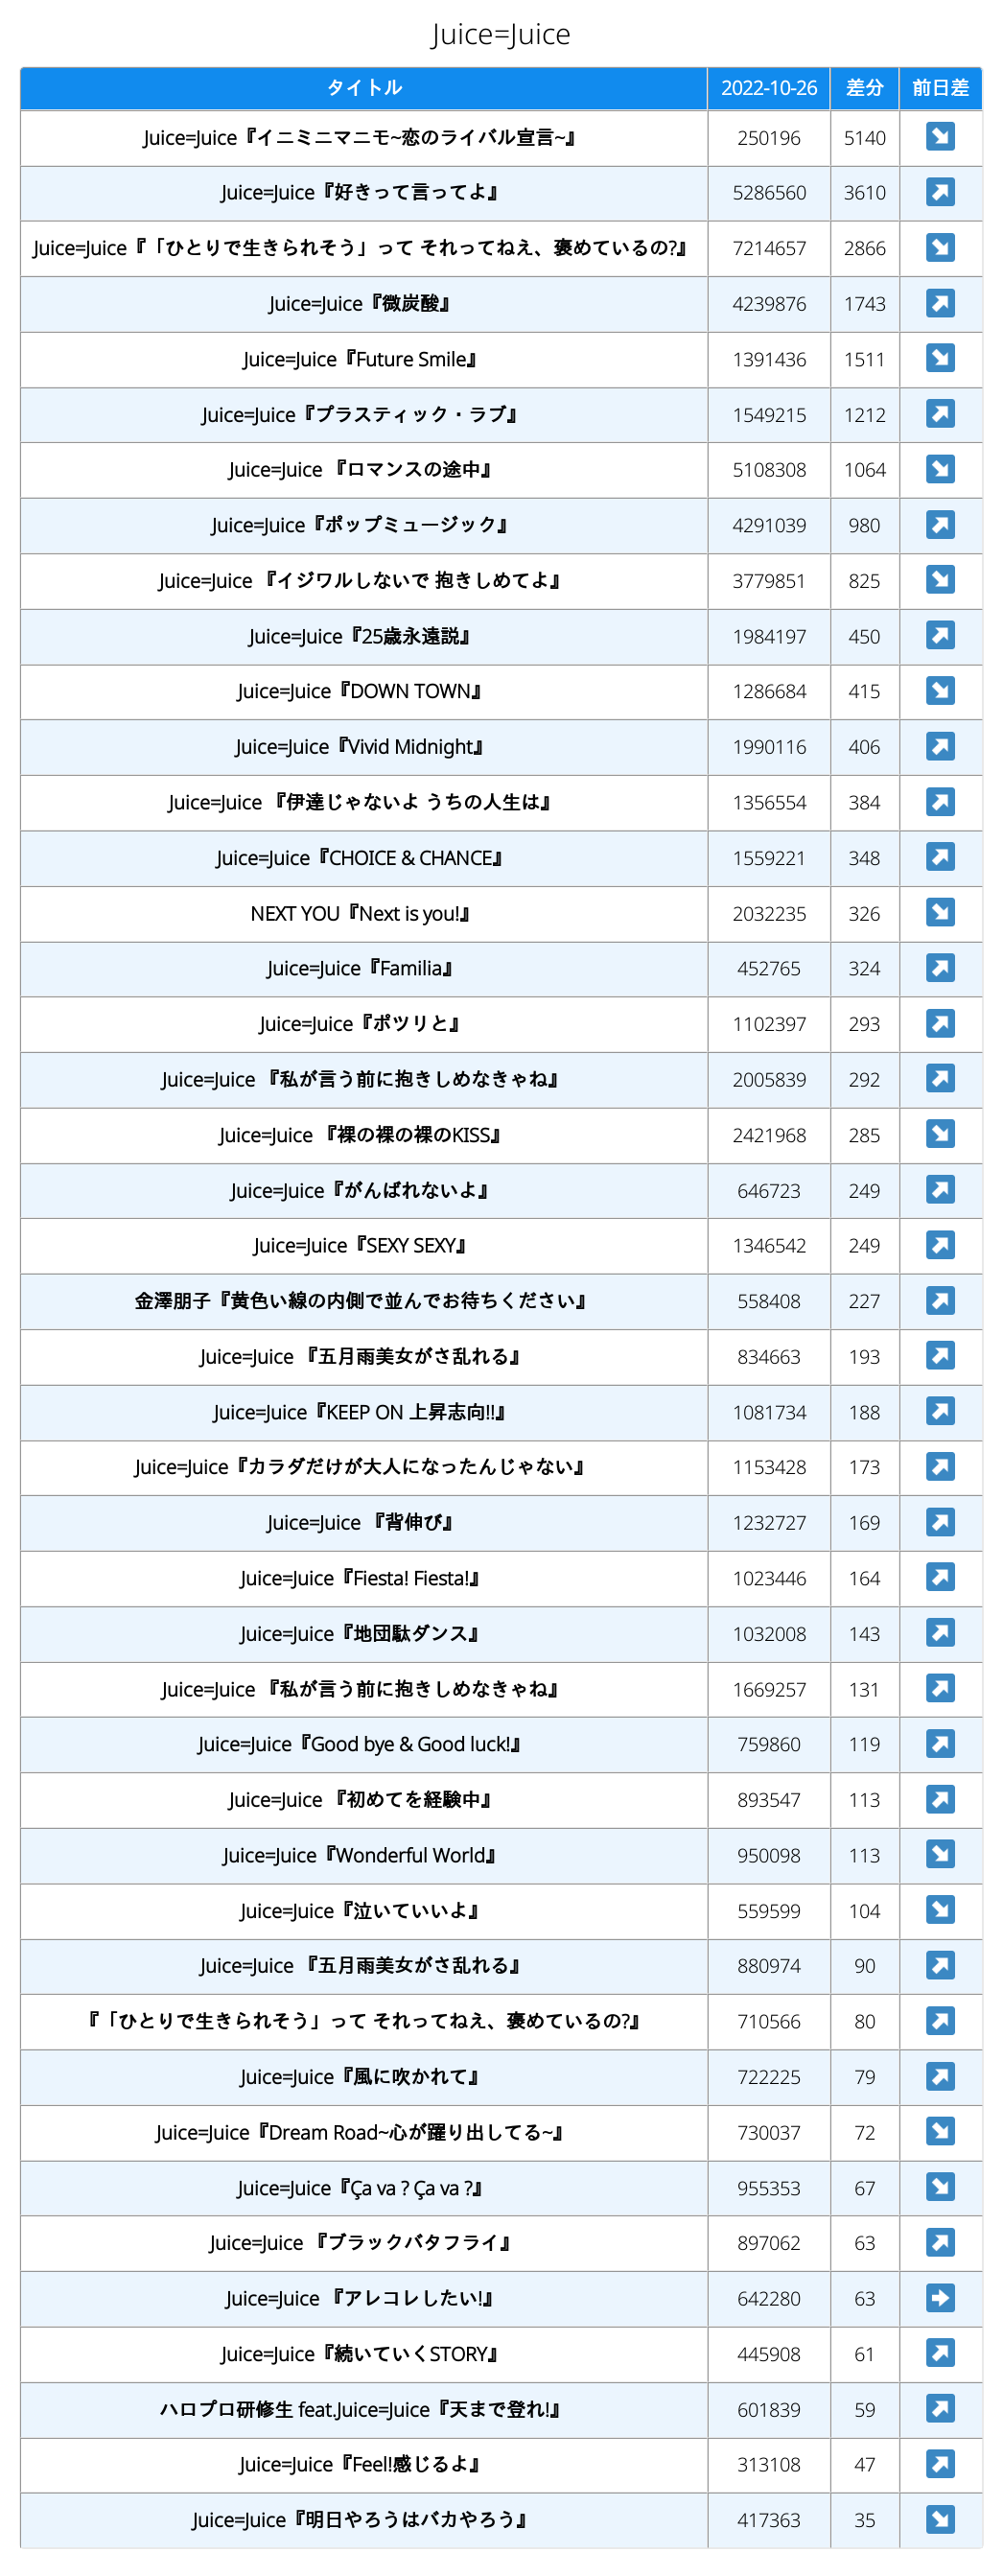 Juice=Juice
タイトル 2022-10-26 差分 前日差
Juice=Juice『イニミニマニモ~恋のライバル宣言~』 250196 5140 ↘
Juice=Juice『好きって言ってよ』 5286560 3610 ↗
Juice=Juice『「ひとりで生きられそう」って それってねえ、褒めているの?』 7214657 2866 ↘
Juice=Juice『微炭酸』 4239876 1743 ↗
Juice=Juice『Future Smile』 1391436 1511 ↘
Juice=Juice『プラスティック・ラブ』 1549215 1212 ↗
Juice=Juice 『ロマンスの途中』 5108308 1064 ↘
Juice=Juice『ポップミュージック』 4291039 980 ↗
Juice=Juice 『イジワルしないで 抱きしめてよ』 3779851 825 ↘
Juice=Juice『25歳永遠説』 1984197 450 ↗
Juice=Juice『DOWN TOWN』 1286684 415 ↘
Juice=Juice『Vivid Midnight』 1990116 406 ↗
Juice=Juice 『伊達じゃないよ うちの人生は』 1356554 384 ↗
Juice=Juice『CHOICE & CHANCE』 1559221 348 ↗
NEXT YOU『Next is you!』 2032235 326 ↘
Juice=Juice『Familia』 452765 324 ↗
Juice=Juice『ポツリと』 1102397 293 ↗
Juice=Juice 『私が言う前に抱きしめなきゃね』 2005839 292 ↗
Juice=Juice 『裸の裸の裸のKISS』 2421968 285 ↘
Juice=Juice『がんばれないよ』 646723 249 ↗
Juice=Juice『SEXY SEXY』 1346542 249 ↗
金澤朋子『黄色い線の内側で並んでお待ちください』 558408 227 ↗
Juice=Juice 『五月雨美女がさ乱れる』 834663 193 ↗
Juice=Juice『KEEP ON 上昇志向!!』 1081734 188 ↗
Juice=Juice『カラダだけが大人になったんじゃない』 1153428 173 ↗
Juice=Juice 『背伸び』 1232727 169 ↗
Juice=Juice『Fiesta! Fiesta!』 1023446 164 ↗
Juice=Juice『地団駄ダンス』 1032008 143 ↗
Juice=Juice 『私が言う前に抱きしめなきゃね』 1669257 131 ↗
Juice=Juice『Good bye & Good luck!』 759860 119 ↗
Juice=Juice 『初めてを経験中』 893547 113 ↗
Juice=Juice『Wonderful World』 950098 113 ↘
Juice=Juice『泣いていいよ』 559599 104 ↘
Juice=Juice 『五月雨美女がさ乱れる』 880974 90 ↗
『「ひとりで生きられそう」って それってねえ、褒めているの?』 710566 80 ↗
Juice=Juice『風に吹かれて』 722225 79 ↗
Juice=Juice『Dream Road~心が躍り出してる~』 730037 72 ↘
Juice=Juice『Ça va ? Ça va ?』 955353 67 ↘
Juice=Juice 『ブラックバタフライ』 897062 63 ↗
Juice=Juice 『アレコレしたい!』 642280 63 ➡
Juice=Juice『続いていくSTORY』 445908 61 ↗
ハロプロ研修生 feat.Juice=Juice『天まで登れ!』 601839 59 ↗
Juice=Juice『Feel!感じるよ』 313108 47 ↗
Juice=Juice『明日やろうはバカやろう』 417363 35 ↘